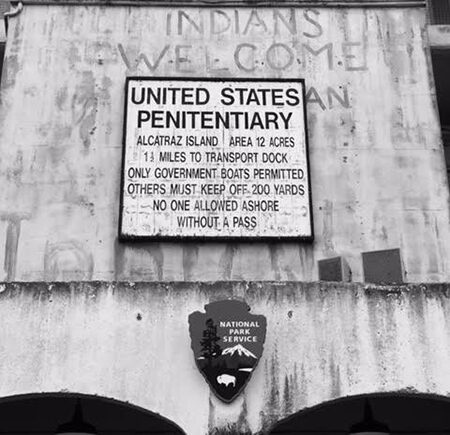 INDIANS
WELCOME
UNITED STATES
PENITENTIARY
ALCATRAZ ISLAND AREA 12 ACRES
1½ MILES TO TRANSPORT DOCK
ONLY GOVERNMENT BOATS PERMITTED
OTHERS MUST KEEP OFF 200 YARDS
NO ONE ALLOWED ASHORE
WITHOUT A PASS
NATIONAL
PARK
SERVICE